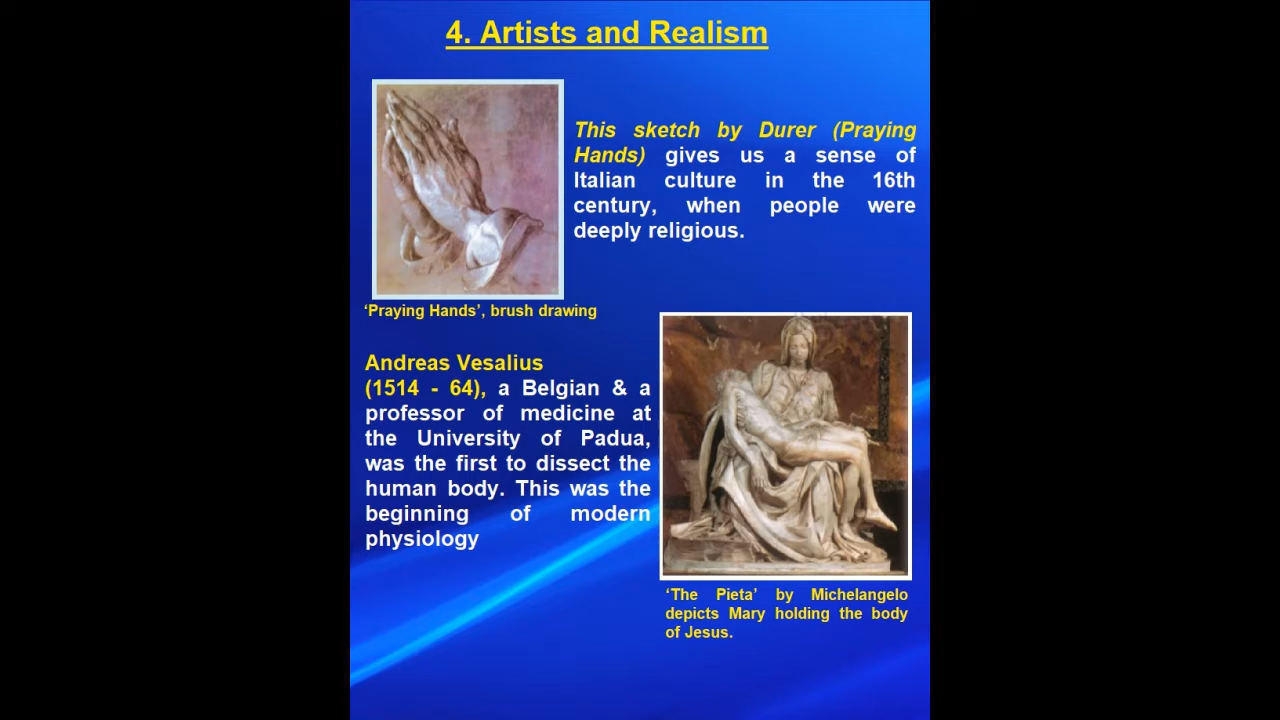 4. Artists and Realism
This sketch by Durer (Praying
Hands) gives us a sense of
Italian culture in the 16th
century, when people were
deeply religious.
‘Praying Hands’, brush drawing
Andreas Vesalius
(1514 - 64), a Belgian & a
professor of medicine at
the University of Padua,
was the first to dissect the
human body. This was the
beginning of modern
physiology
‘The Pieta’ by Michelangelo
depicts Mary holding the body
of Jesus.